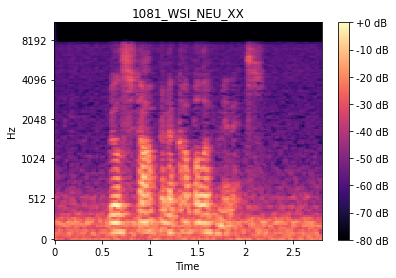 1081_WSI_NEU_XX
+0 dB
8192
-10 dB
4096
-20 dB
-30 dB
2048
Hz
-40 dB
1024
-50 dB
512
-60 dB
-70 dB
0
-80 dB
0
0.5
1
1.5
2
2.5
Time